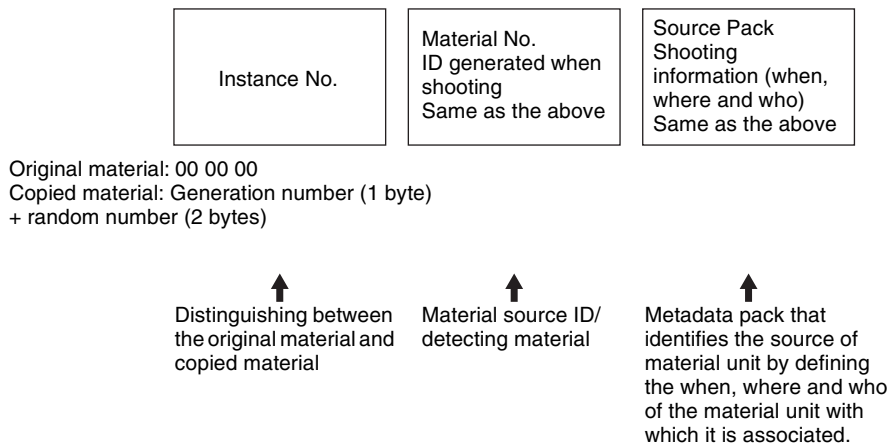 Instance No.
Material No.
ID generated when
shooting
Same as the above
Source Pack
Shooting
information (when,
where and who)
Same as the above
Original material: 00 00 00
Copied material: Generation number (1 byte)
+ random number (2 bytes)
Distinguishing between
the original material and
copied material
Material source ID/
detecting material
Metadata pack that
identifies the source of
material unit by defining
the when, where and who
of the material unit with
which it is associated.